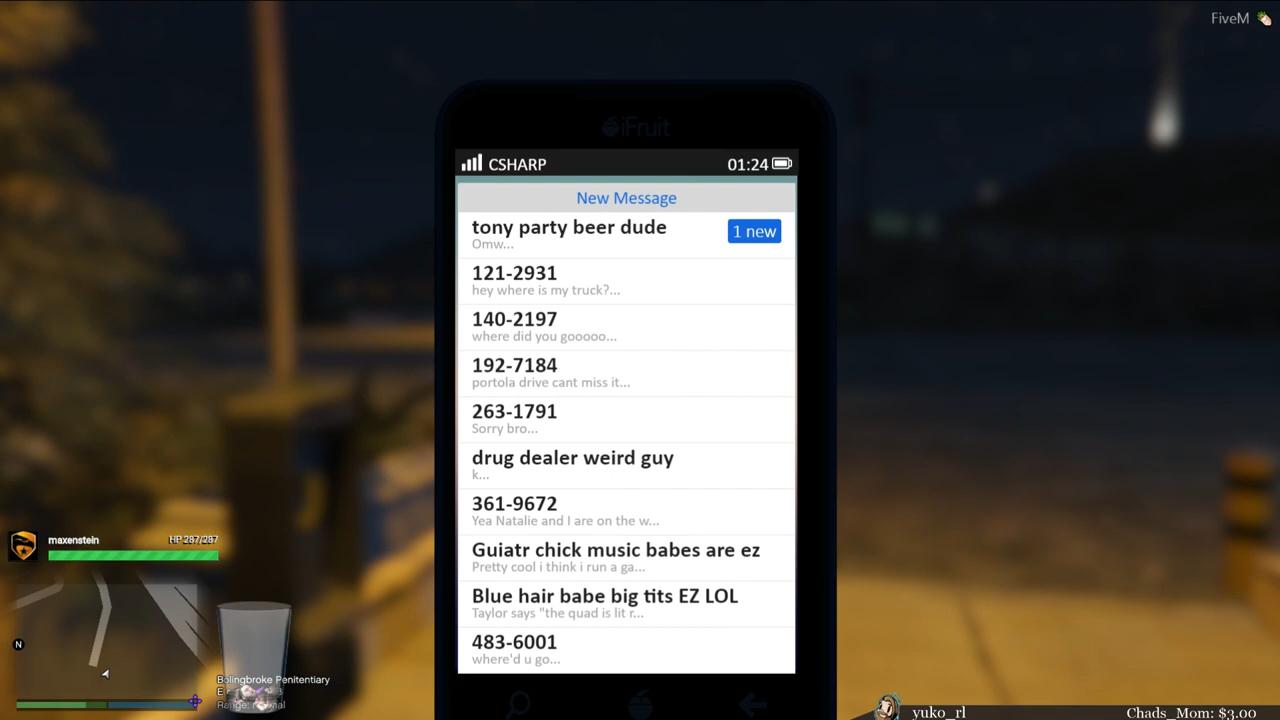 FiveM
iFruit
CSHARP 01:24
New Message
tony party beer dude 1 new
Omw...
121-2931
hey where is my truck?...
140-2197
where did you gooooo...
192-7184
portola drive cant miss it...
263-1791
Sorry bro...
drug dealer weird guy
k...
361-9672
Yea Natalie and I are on the w...
Guiatr chick music babes are ez
Pretty cool i think i run a ga...
Blue hair babe big tits EZ LOL
Taylor says "the quad is lit r...
483-6001
where'd u go...
maxenstein HP 287/287
N
Bolingbroke Penitentiary
E
Range: normal
yuko_rl Chads_Mom: $3.00